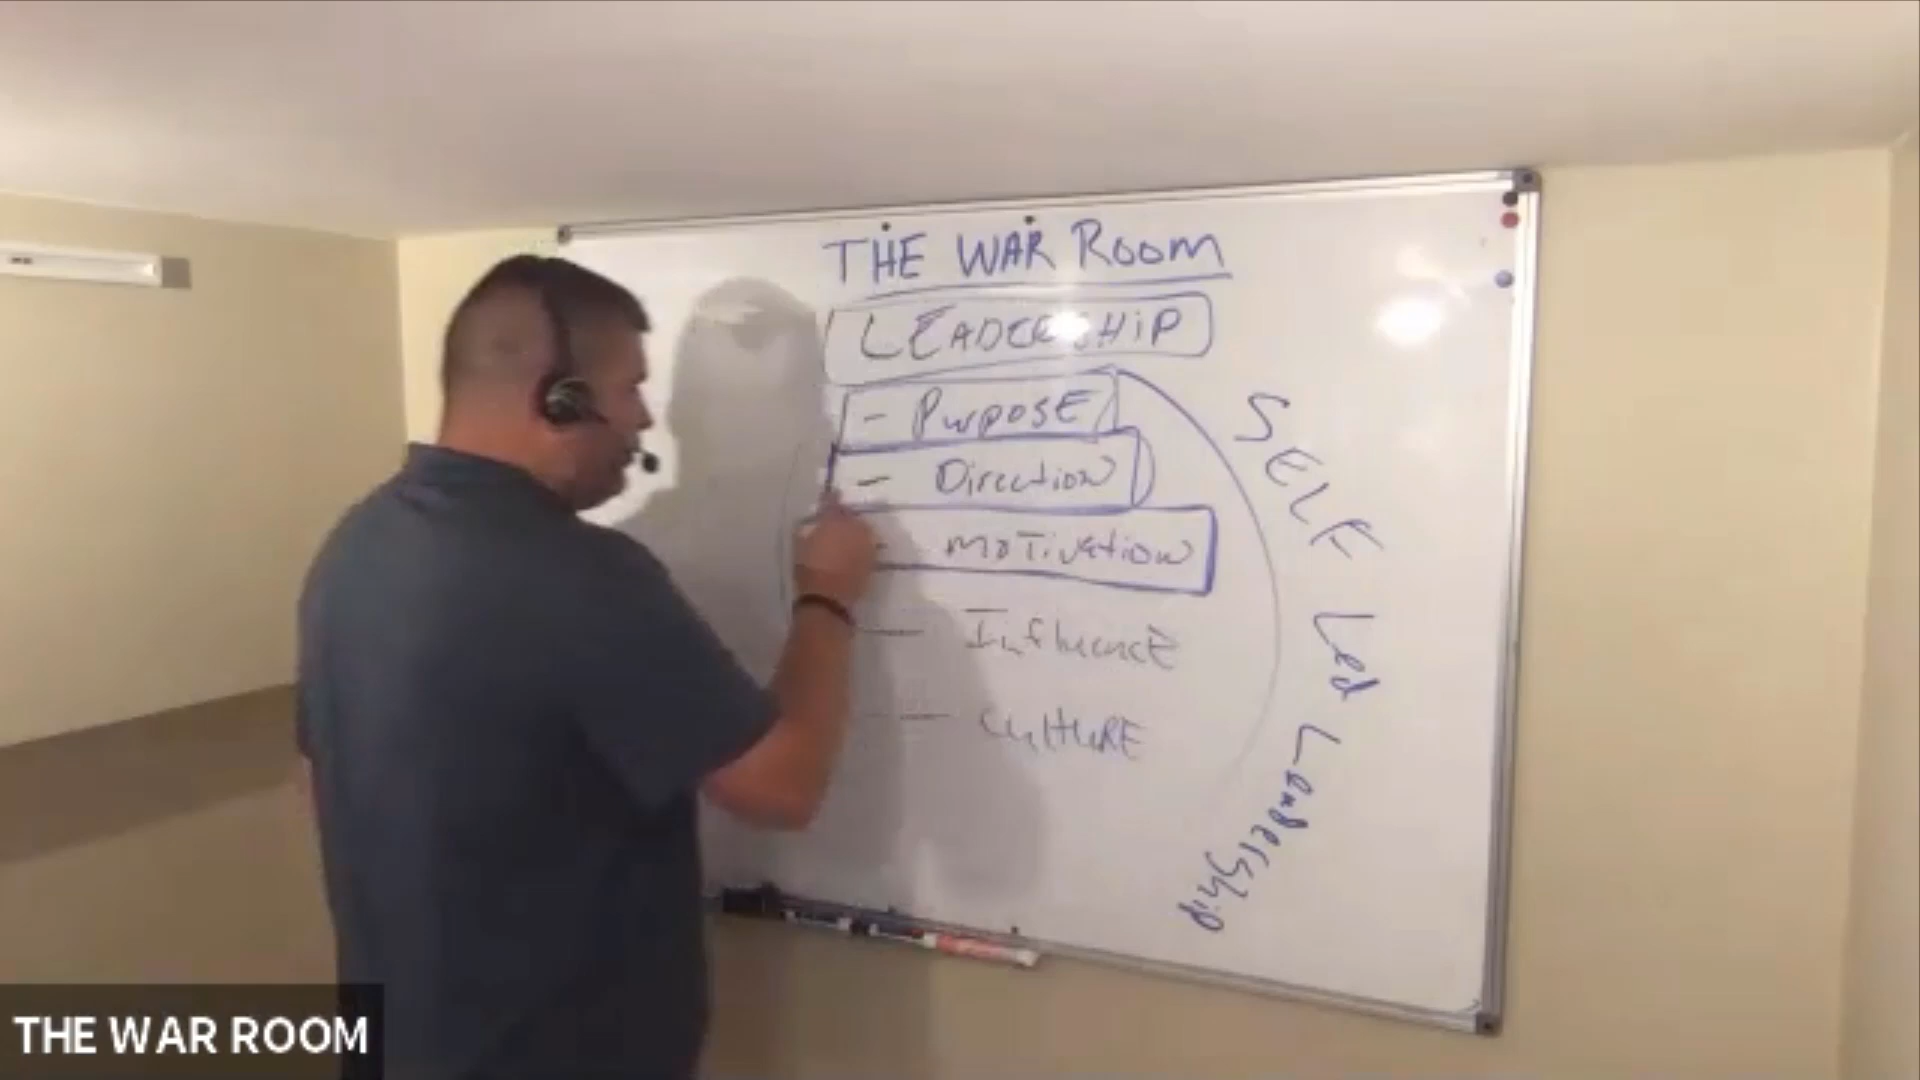 THE WAR ROOM
LEADERSHIP
- PurposE
- Direction
- MoTivation
- InfluencE
- CultuRE
SELF Led Leadership
THE WAR ROOM